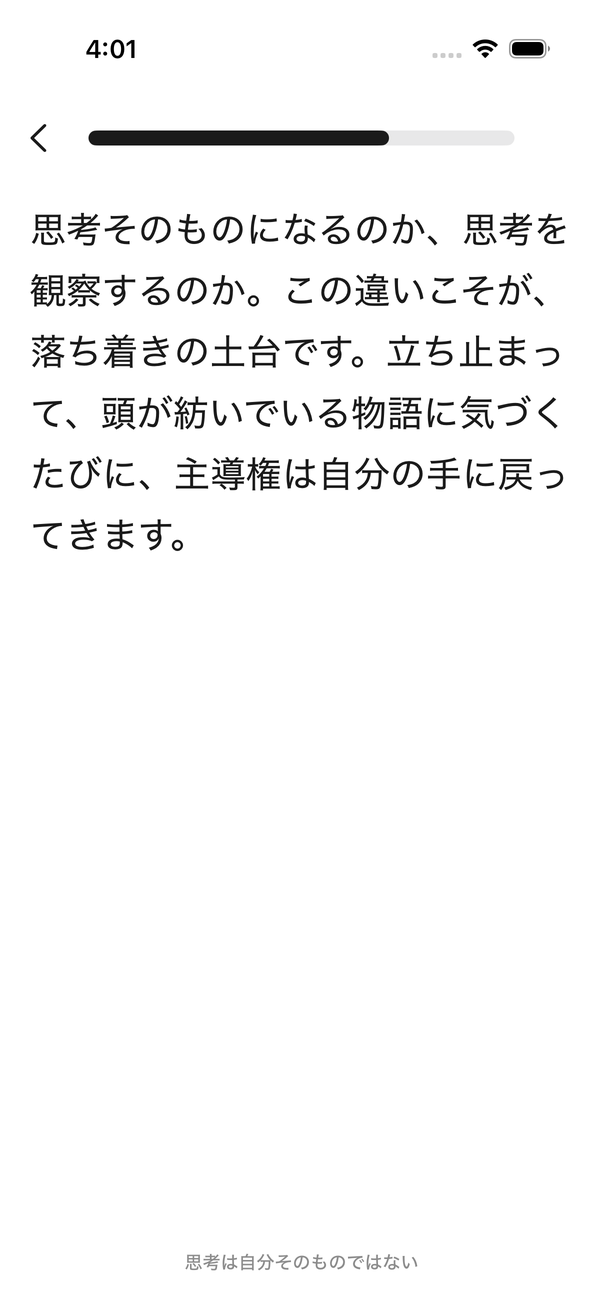 4:01
思考そのものになるのか、思考を
観察するのか。この違いこそが、
落ち着きの土台です。立ち止まっ
て、頭が紡いでいる物語に気づく
たびに、主導権は自分の手に戻っ
てきます。
思考は自分そのものではない